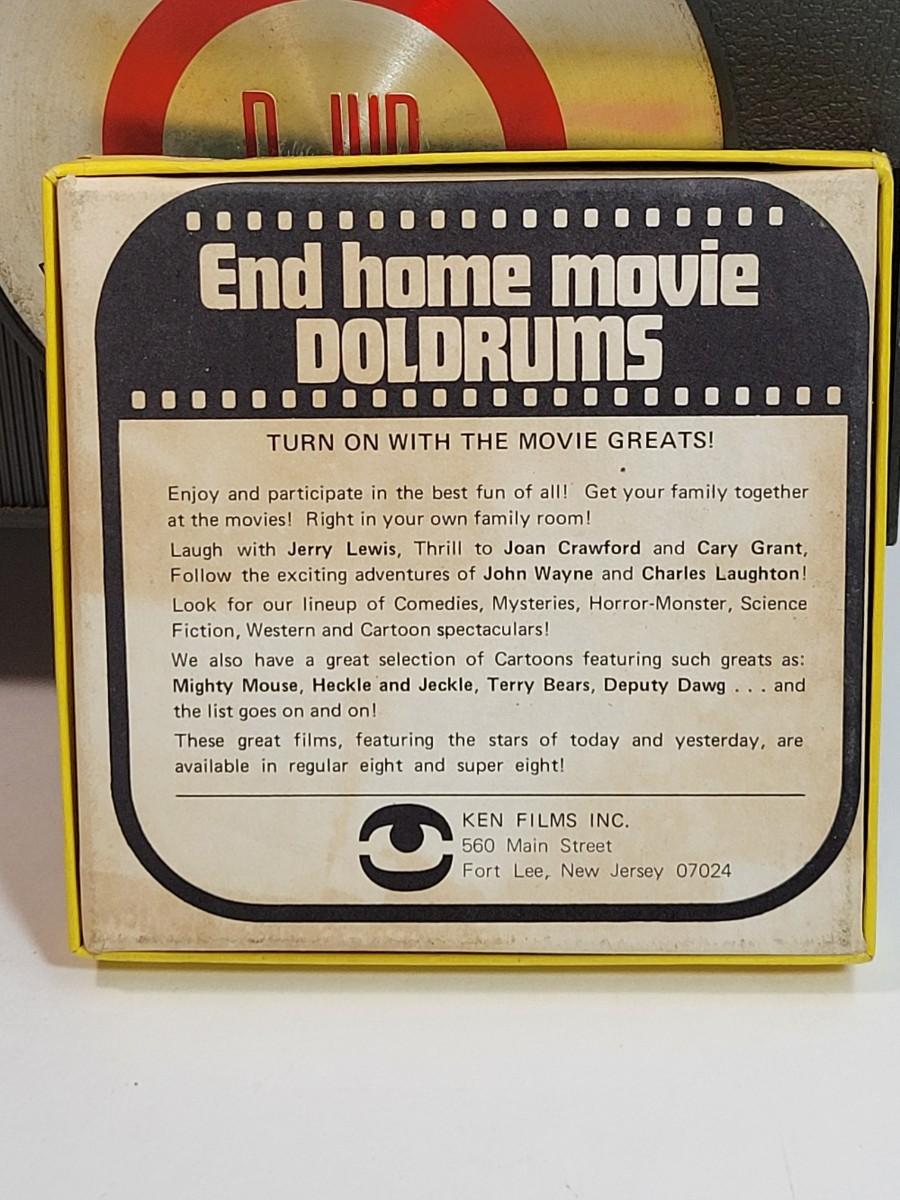 End home movie
DOLDRUMS
TURN ON WITH THE MOVIE GREATS!
Enjoy and participate in the best fun of all! Get your family together
at the movies! Right in your own family room!
Laugh with Jerry Lewis, Thrill to Joan Crawford and Cary Grant,
Follow the exciting adventures of John Wayne and Charles Laughton!
Look for our lineup of Comedies, Mysteries, Horror-Monster, Science
Fiction, Western and Cartoon spectaculars!
We also have a great selection of Cartoons featuring such greats as:
Mighty Mouse, Heckle and Jeckle, Terry Bears, Deputy Dawg . . . and
the list goes on and on!
These great films, featuring the stars of today and yesterday, are
available in regular eight and super eight!
KEN FILMS INC.
560 Main Street
Fort Lee, New Jersey 07024